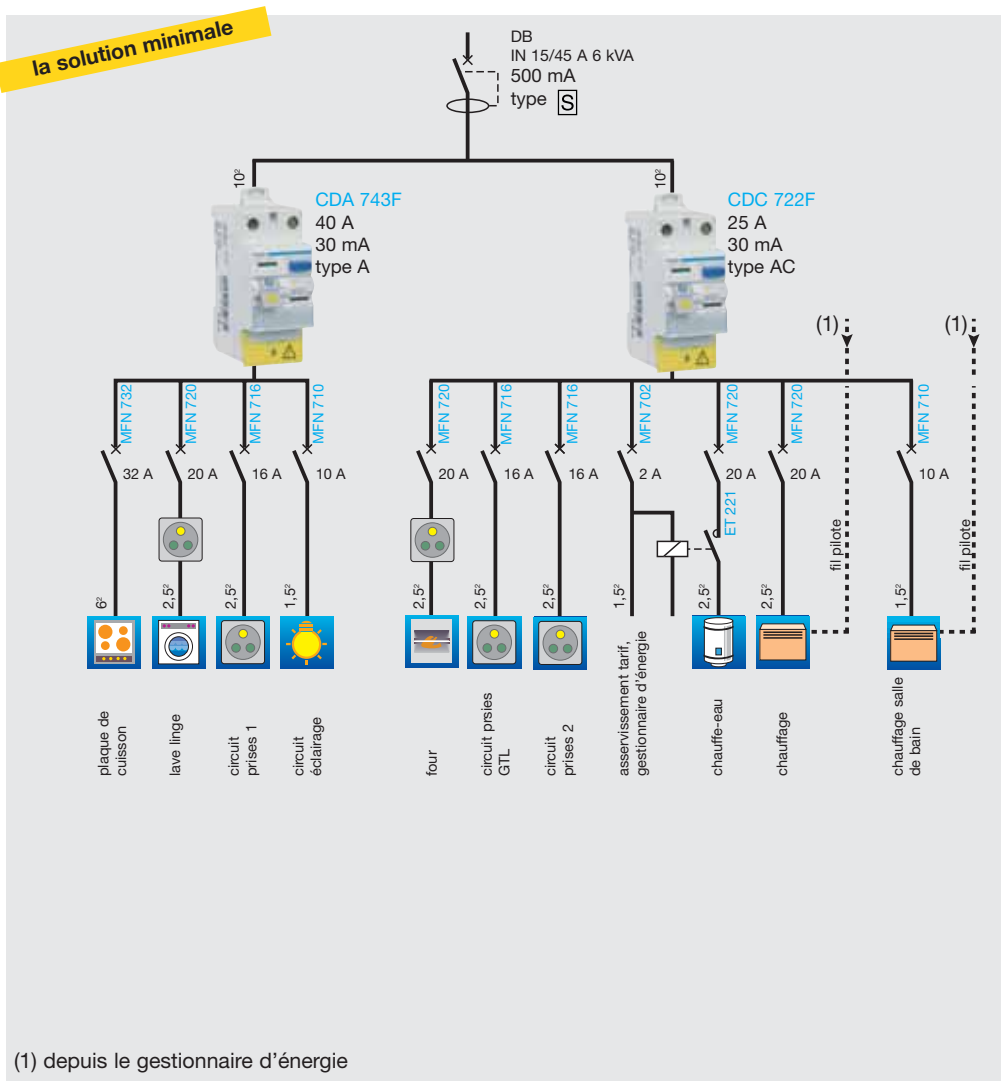 la solution minimale
DB
IN 15/45 A 6 kVA
500 mA
type S
10²
10²
CDA 743F
40 A
30 mA
type A
CDC 722F
25 A
30 mA
type AC
(1)
(1)
MFN 732
MFN 720
MFN 716
MFN 710
MFN 720
MFN 716
MFN 716
MFN 702
MFN 720
MFN 720
MFN 710
32 A
20 A
16 A
10 A
20 A
16 A
16 A
2 A
20 A
20 A
10 A
ET 221
fil pilote
fil pilote
6²
2,5²
2,5²
1,5²
2,5²
2,5²
2,5²
1,5²
2,5²
2,5²
1,5²
plaque de
cuisson
lave linge
circuit
prises 1
circuit
éclairage
four
circuit prsies
GTL
circuit
prises 2
asservissement tarif,
gestionnaire d'énergie
chauffe-eau
chauffage
chauffage salle
de bain
(1) depuis le gestionnaire d'énergie